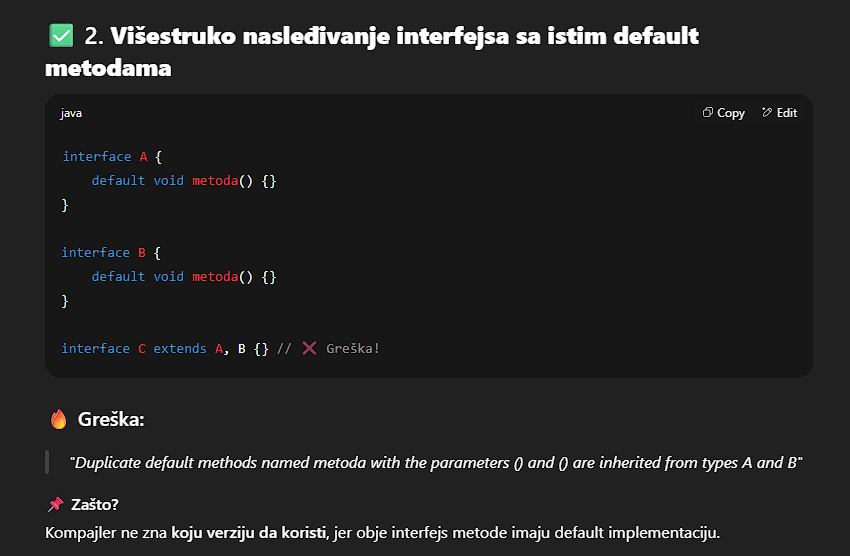 ✅ 2. Višestruko nasleđivanje interfejsa sa istim default
metodama
java Copy Edit
interface A {
    default void metoda() {}
}
interface B {
    default void metoda() {}
}
interface C extends A, B {} // ❌ Greška!
🔥 Greška:
"Duplicate default methods named metoda with the parameters () and () are inherited from types A and B"
📌 Zašto?
Kompajler ne zna koju verziju da koristi, jer obje interfejs metode imaju default implementaciju.